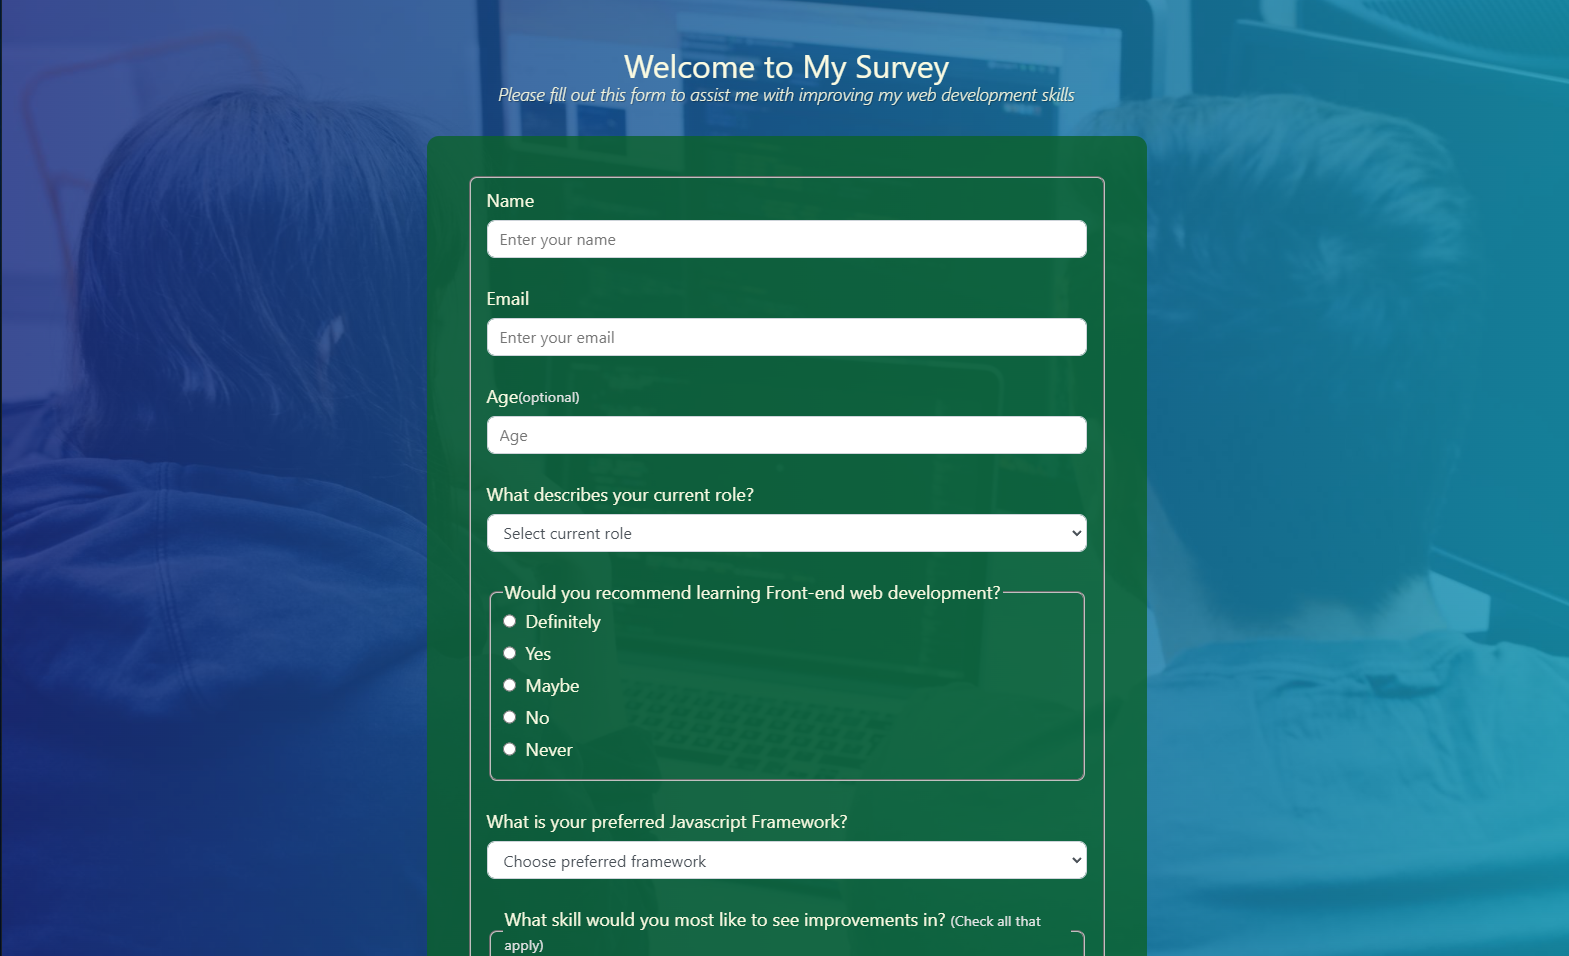 Welcome to My Survey
Please fill out this form to assist me with improving my web development skills
Name
Enter your name
Email
Enter your email
Age(optional)
Age
What describes your current role?
Select current role
Would you recommend learning Front-end web development?
Definitely
Yes
Maybe
No
Never
What is your preferred Javascript Framework?
Choose preferred framework
What skill would you most like to see improvements in? (Check all that
apply)